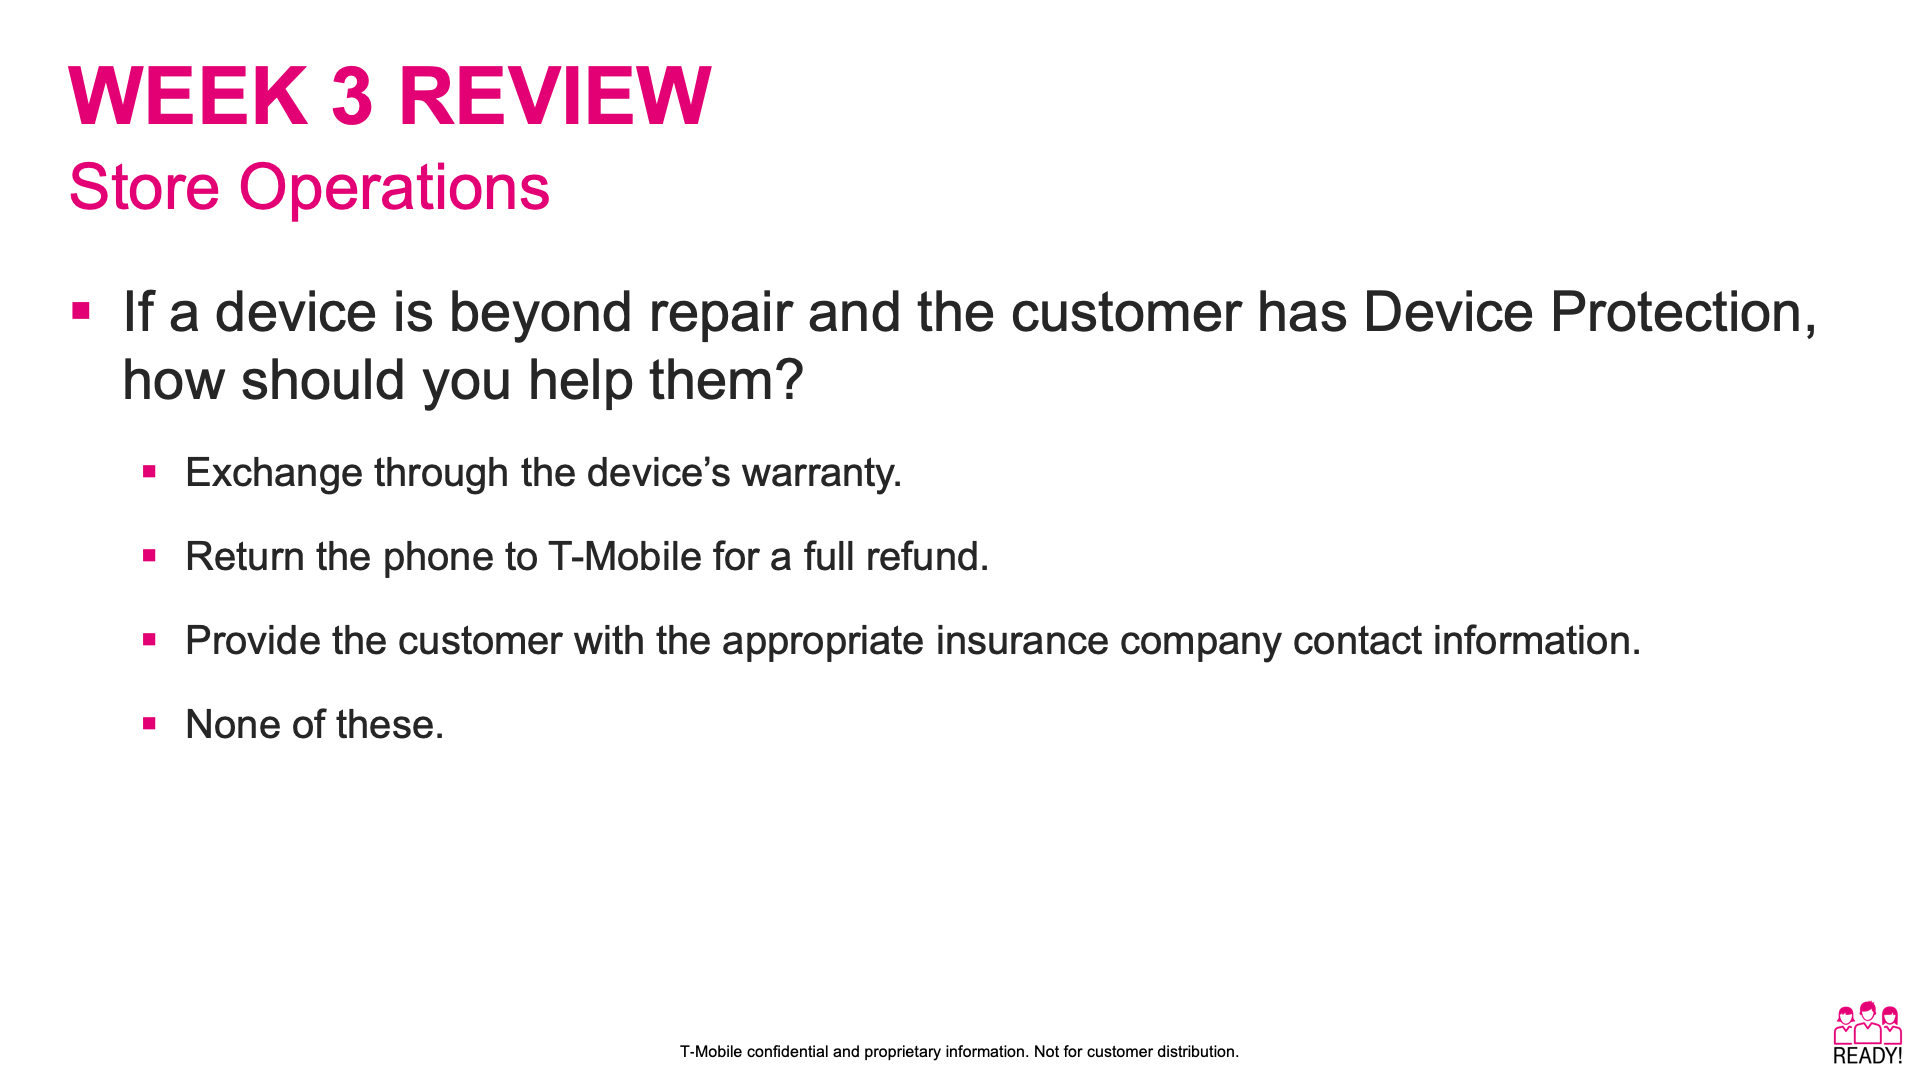 WEEK 3 REVIEW
Store Operations
If a device is beyond repair and the customer has Device Protection,
how should you help them?
Exchange through the device’s warranty.
Return the phone to T-Mobile for a full refund.
Provide the customer with the appropriate insurance company contact information.
None of these.
T-Mobile confidential and proprietary information. Not for customer distribution.
READY!